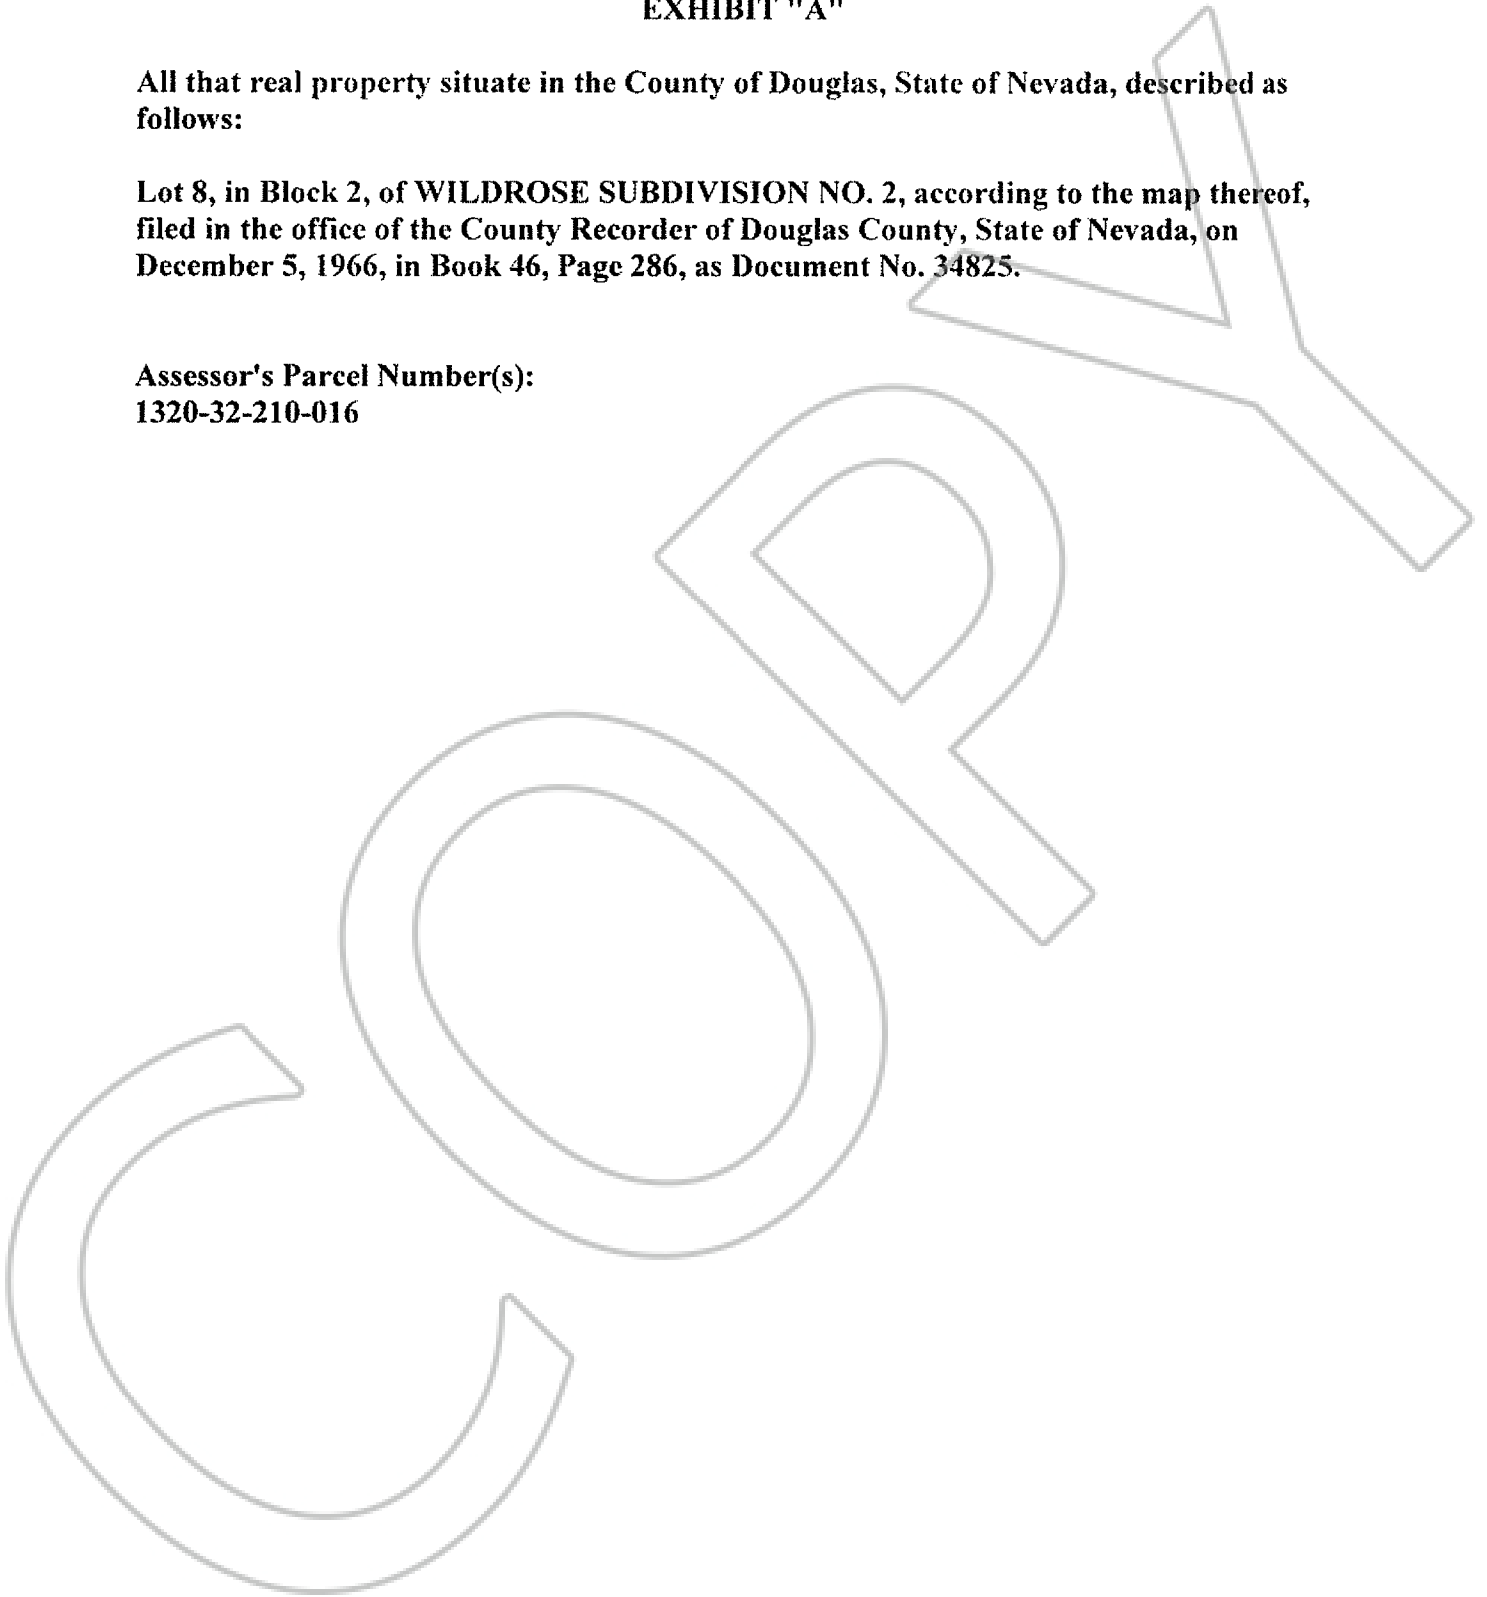 EXHIBIT "A"
All that real property situate in the County of Douglas, State of Nevada, described as
follows:
Lot 8, in Block 2, of WILDROSE SUBDIVISION NO. 2, according to the map thereof,
filed in the office of the County Recorder of Douglas County, State of Nevada, on
December 5, 1966, in Book 46, Page 286, as Document No. 34825.
Assessor's Parcel Number(s):
1320-32-210-016
COPY